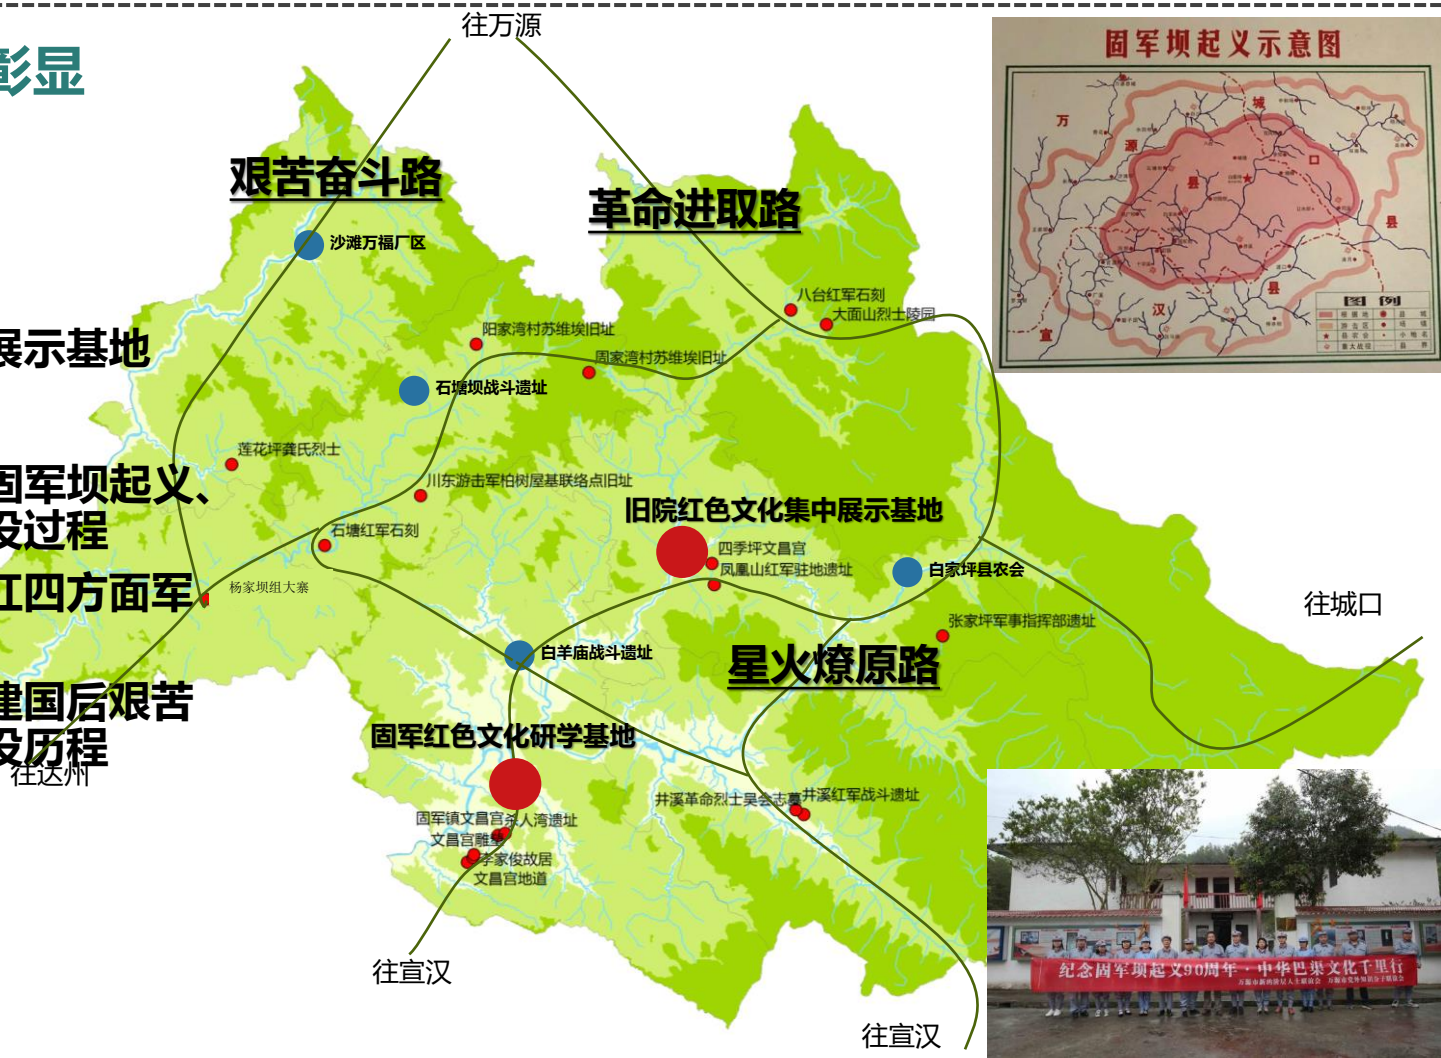 往万源
彰显
艰苦奋斗路
革命进取路
沙滩万福厂区
八台红军石刻
大面山烈士陵园
阳家湾村苏维埃旧址
周家湾村苏维埃旧址
展示基地
石塘坝战斗遗址
莲花坪龚氏烈士
固军坝起义、
设过程
川东游击军柏树屋基联络点旧址
旧院红色文化集中展示基地
石塘红军石刻
四季坪文昌宫
凤凰山红军驻地遗址
白家坪县农会
红四方面军
杨家坝组大寨
往城口
张家坪军事指挥部遗址
白羊庙战斗遗址
星火燎原路
建国后艰苦
设历程
往达州
固军红色文化研学基地
井溪革命烈士吴会志墓
井溪红军战斗遗址
固军镇文昌宫
杀人湾遗址
文昌宫雕塑
李家俊故居
文昌宫地道
往宣汉
往宣汉
固军坝起义示意图
万
源
县
城
口
县
宣
汉
县
图例
纪念固军坝起义90周年·中华巴渠文化千里行